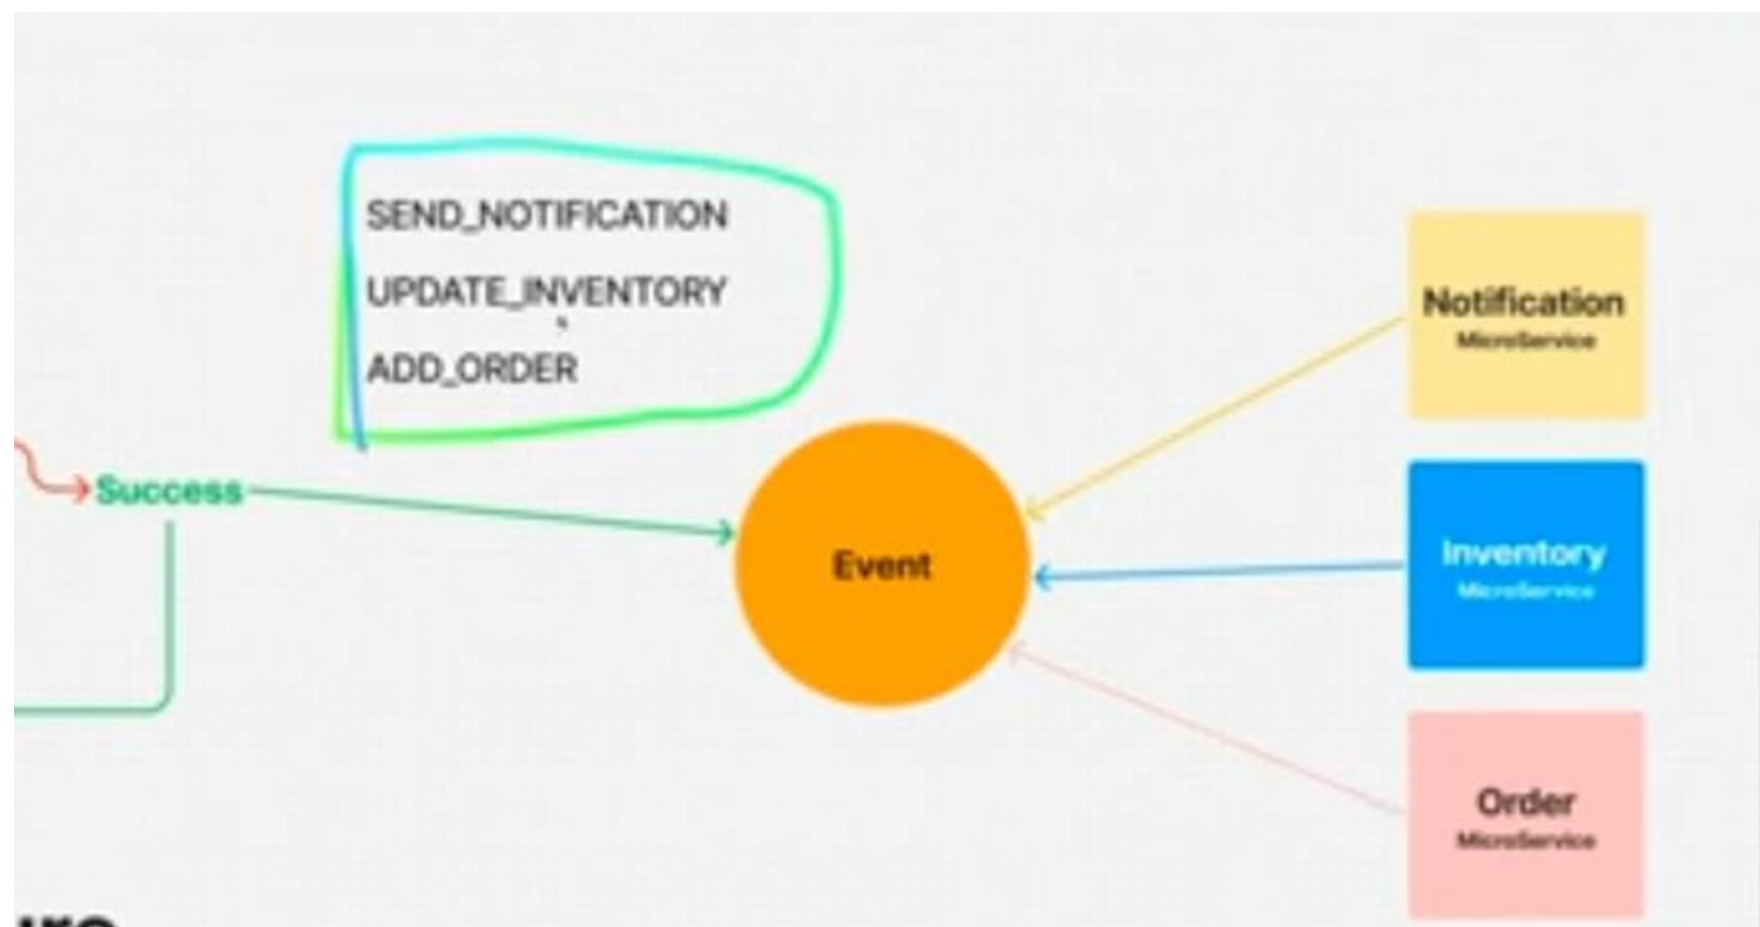 SEND_NOTIFICATION
UPDATE_INVENTORY
ADD_ORDER
Success
Event
Notification
MicroService
Inventory
MicroService
Order
MicroService